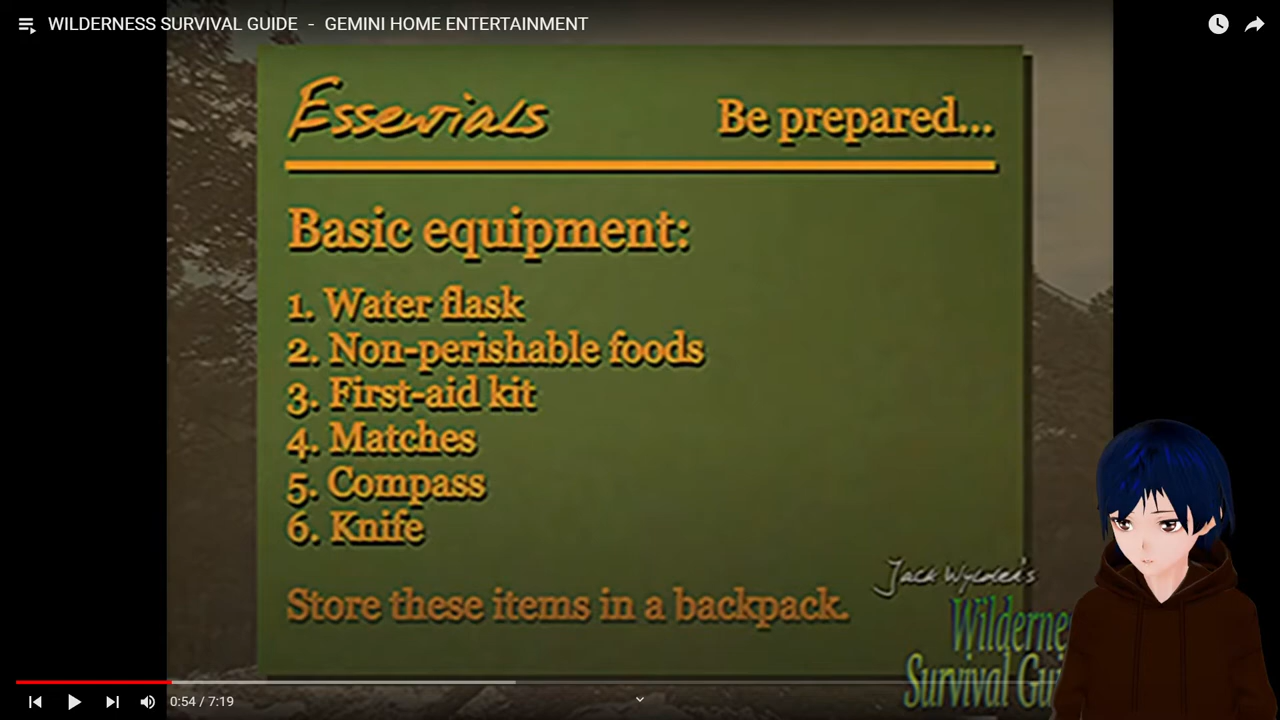 WILDERNESS SURVIVAL GUIDE - GEMINI HOME ENTERTAINMENT
Essentials
Be prepared...
Basic equipment:
1. Water flask
2. Non-perishable foods
3. First-aid kit
4. Matches
5. Compass
6. Knife
Store these items in a backpack.
Jack Wylder's
Wilderne
Survival Gu
0:54 / 7:19